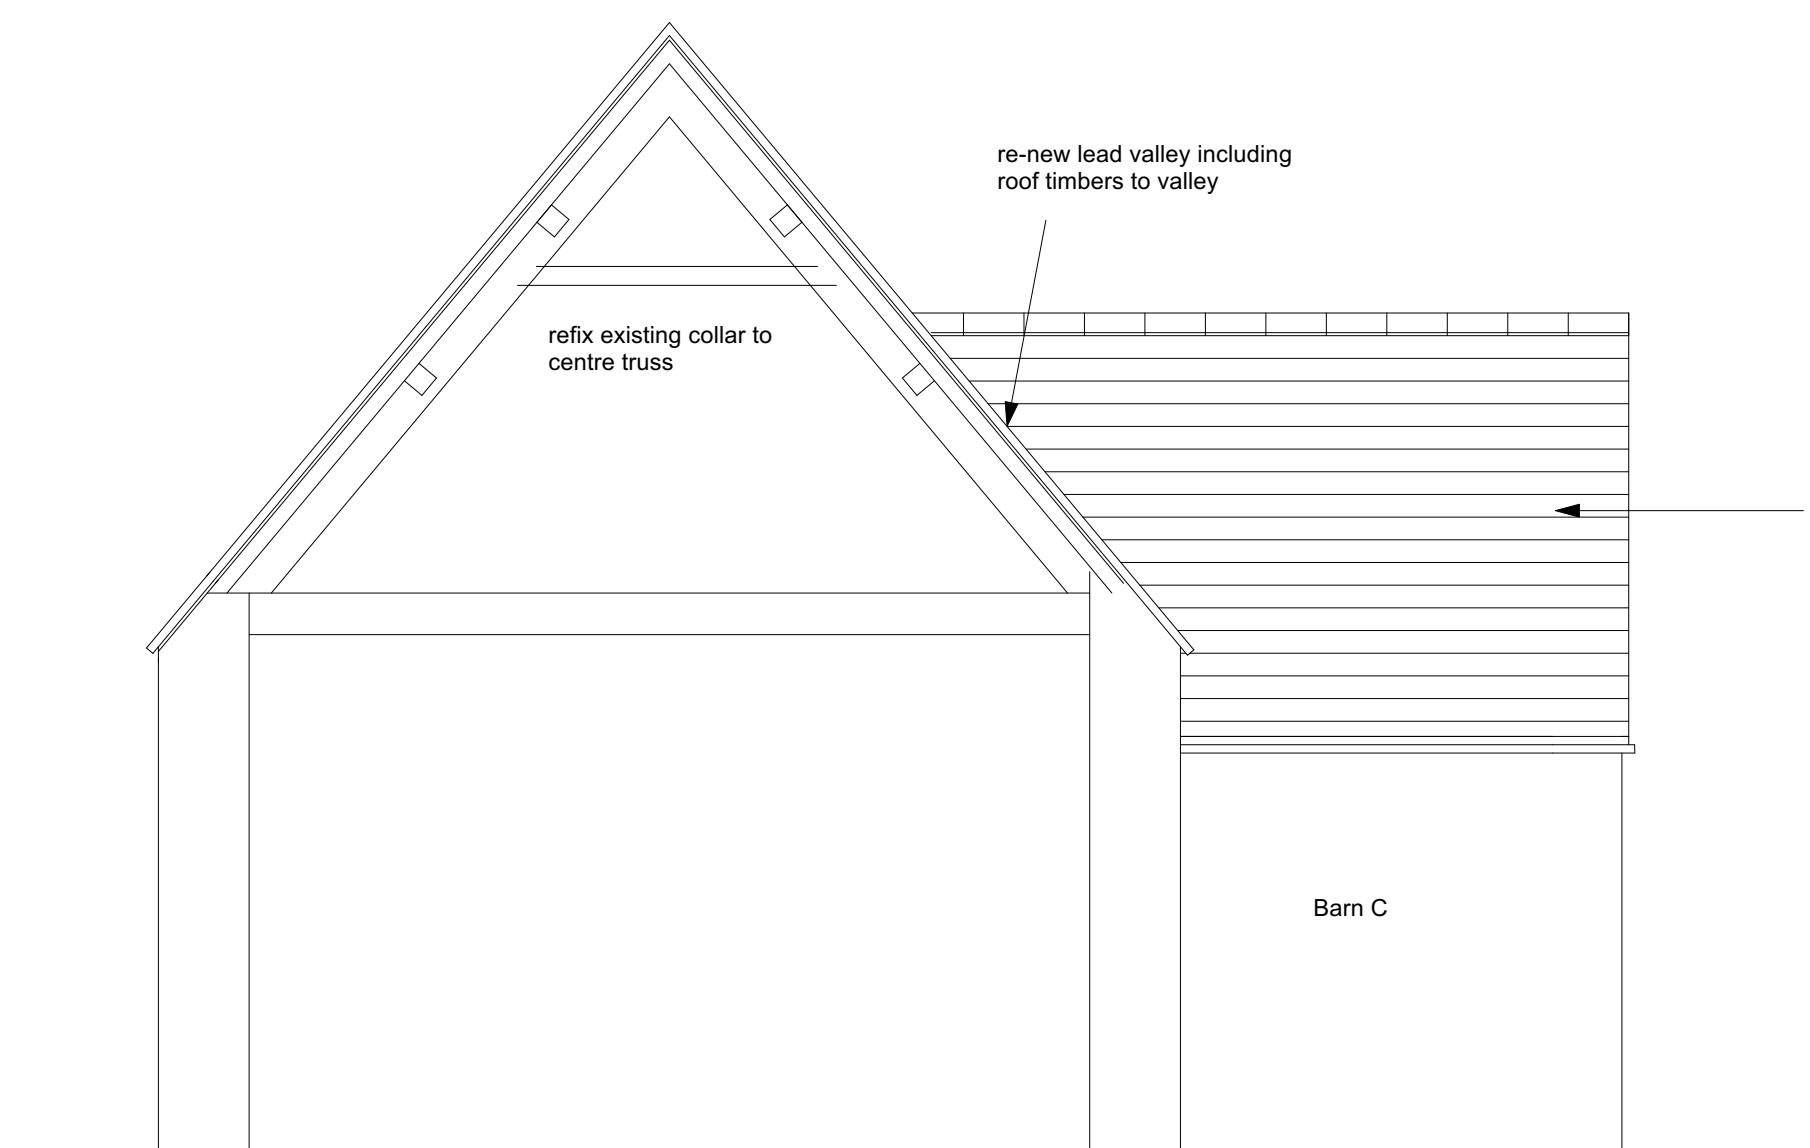 re-new lead valley including
roof timbers to valley
refix existing collar to
centre truss
Barn C